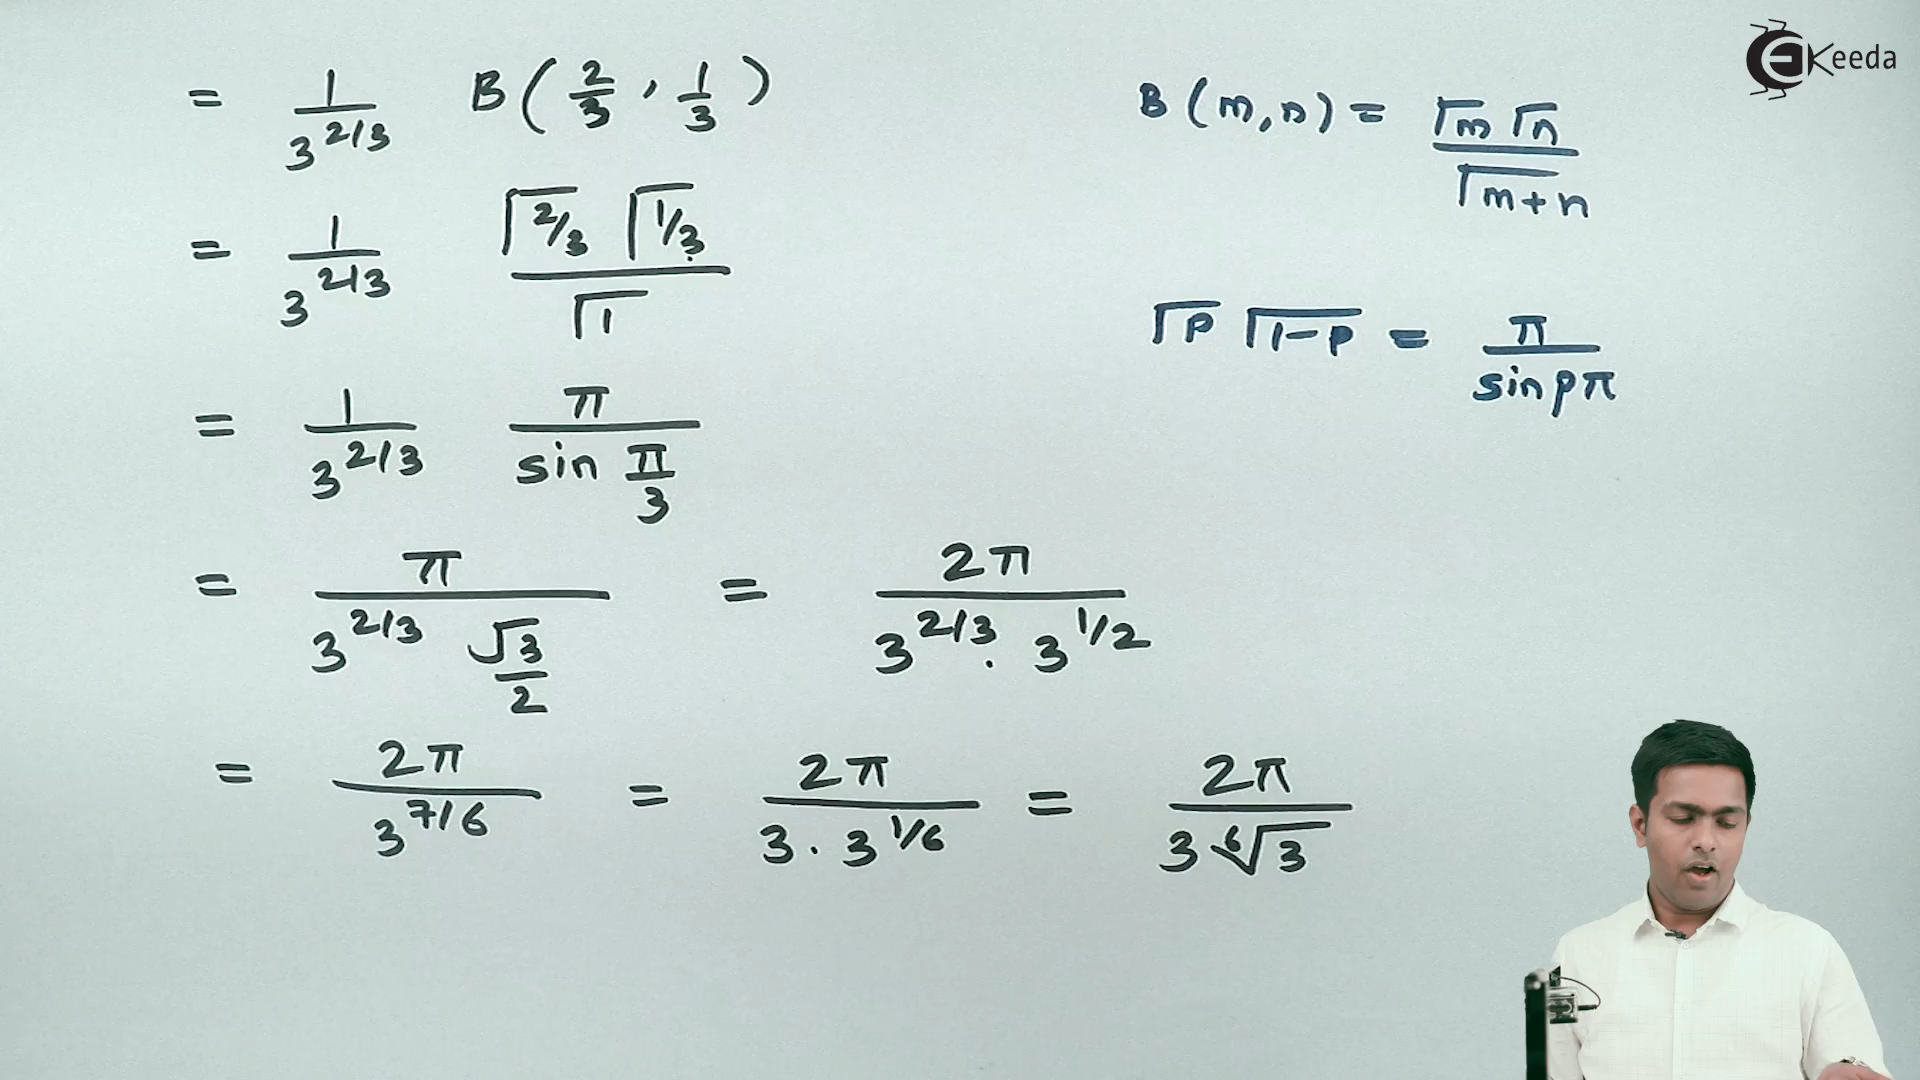 = 1/3^{2/3} B(2/3, 1/3)
= 1/3^{2/3} Γ2/3 Γ1/3 / Γ1
= 1/3^{2/3} π / sin π/3
= π / 3^{2/3} √3/2 = 2π / 3^{2/3} . 3^{1/2}
= 2π / 3^{7/6} = 2π / 3 . 3^{1/6} = 2π / 3 ⁶√3
B(m,n) = Γm Γn / Γm+n
Γp Γ1-p = π / sin pπ
eKeeda